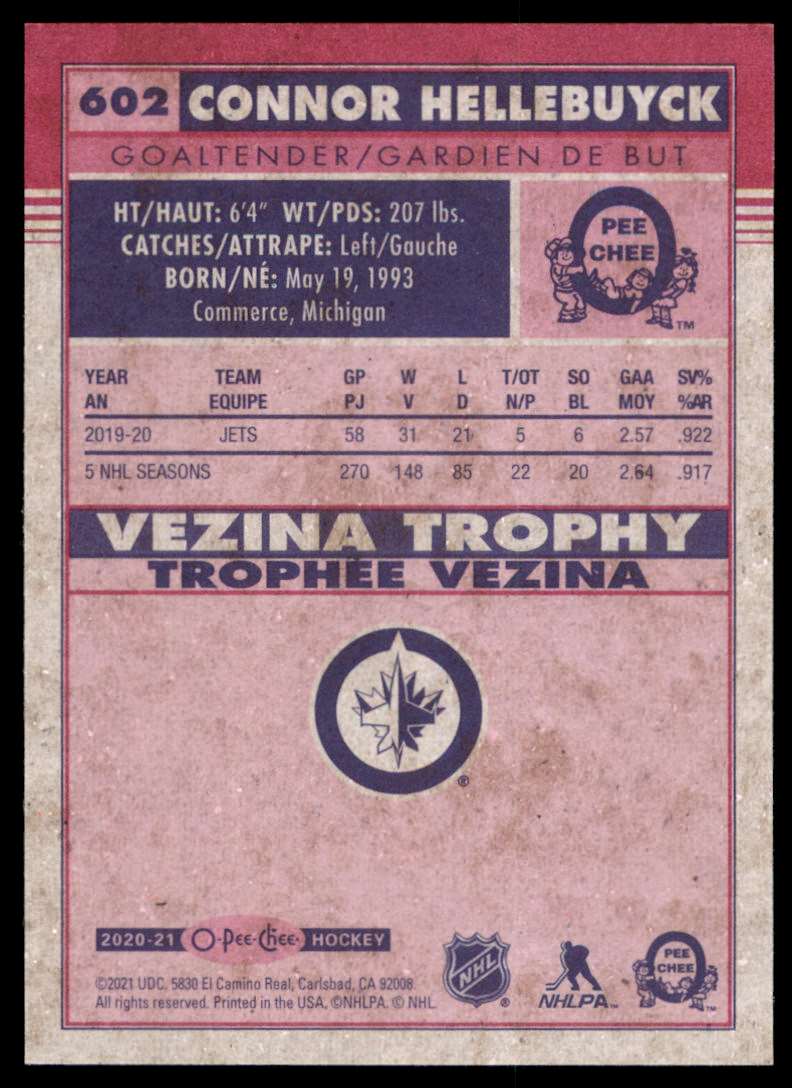 602 CONNOR HELLEBUYCK
GOALTENDER/GARDIEN DE BUT
HT/HAUT: 6'4" WT/PDS: 207 lbs.
CATCHES/ATTRAPE: Left/Gauche
BORN/NÉ: May 19, 1993
Commerce, Michigan
PEE
CHEE
TM
YEAR TEAM GP W L T/OT SO GAA SV%
AN EQUIPE PJ V D N/P BL MOY %AR
2019-20 JETS 58 31 21 5 6 2.57 .922
5 NHL SEASONS 270 148 85 22 20 2.64 .917
VEZINA TROPHY
TROPHÉE VEZINA
®
2020-21 O-PEE-CHEE HOCKEY
©2021 UDC. 5830 El Camino Real, Carlsbad, CA 92008.
All rights reserved. Printed in the USA. ©NHLPA. © NHL.
NHL ®
NHLPA™
PEE
CHEE
TM